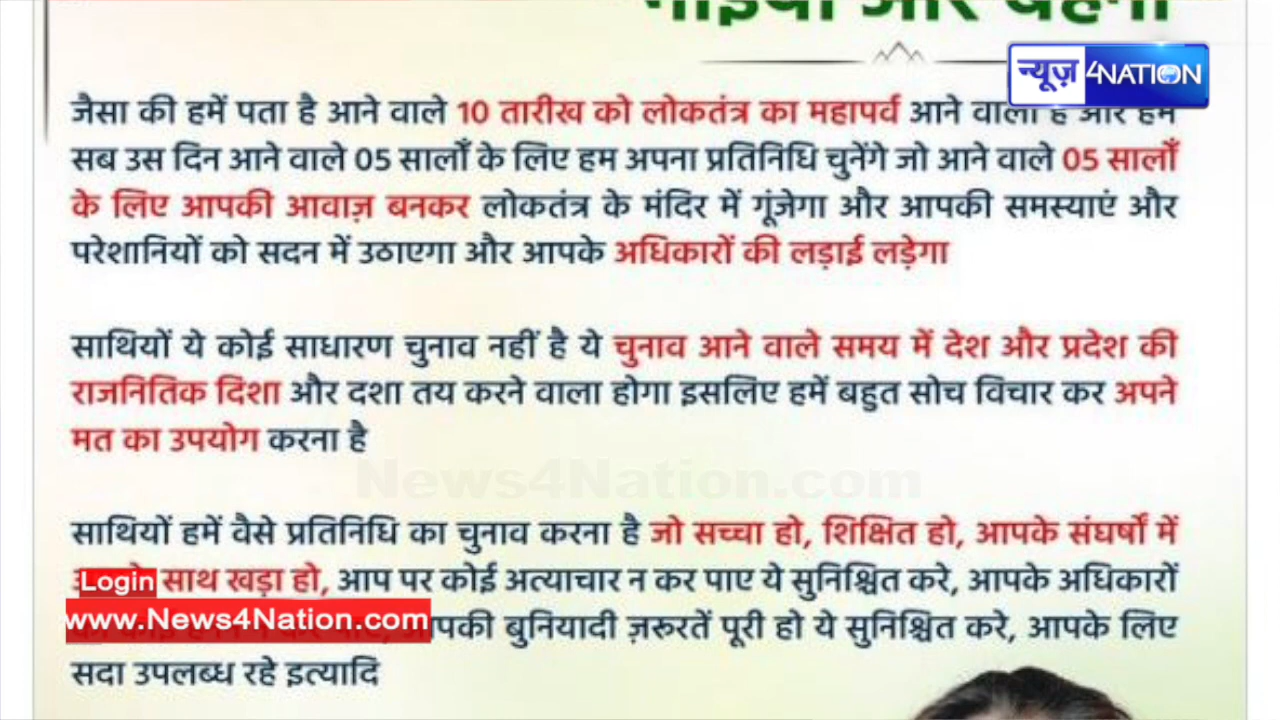 न्यूज़ 4NATION
जैसा की हमें पता है आने वाले 10 तारीख को लोकतंत्र का महापर्व आने वाला है और हम
सब उस दिन आने वाले 05 सालोँ के लिए हम अपना प्रतिनिधि चुनेंगे जो आने वाले 05 सालोँ
के लिए आपकी आवाज़ बनकर लोकतंत्र के मंदिर में गूंजेगा और आपकी समस्याएं और
परेशानियों को सदन में उठाएगा और आपके अधिकारों की लड़ाई लड़ेगा
साथियों ये कोई साधारण चुनाव नहीं है ये चुनाव आने वाले समय में देश और प्रदेश की
राजनितिक दिशा और दशा तय करने वाला होगा इसलिए हमें बहुत सोच विचार कर अपने
मत का उपयोग करना है
News4Nation.com
साथियों हमें वैसे प्रतिनिधि का चुनाव करना है जो सच्चा हो, शिक्षित हो, आपके संघर्षों में
Login साथ खड़ा हो, आप पर कोई अत्याचार न कर पाए ये सुनिश्चित करे, आपके अधिकारों
www.News4Nation.com आपकी बुनियादी ज़रूरतें पूरी हो ये सुनिश्चित करे, आपके लिए
सदा उपलब्ध रहे इत्यादि